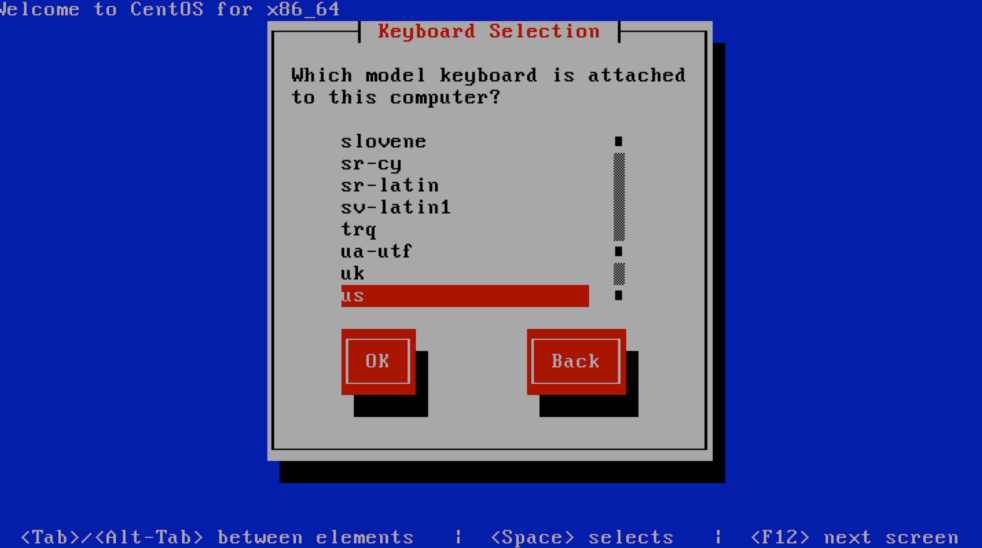 Welcome to CentOS for x86_64
Keyboard Selection
Which model keyboard is attached
to this computer?
slovene
sr-cy
sr-latin
sv-latin1
trq
ua-utf
uk
us
OK
Back
<Tab>/<Alt-Tab> between elements | <Space> selects | <F12> next screen